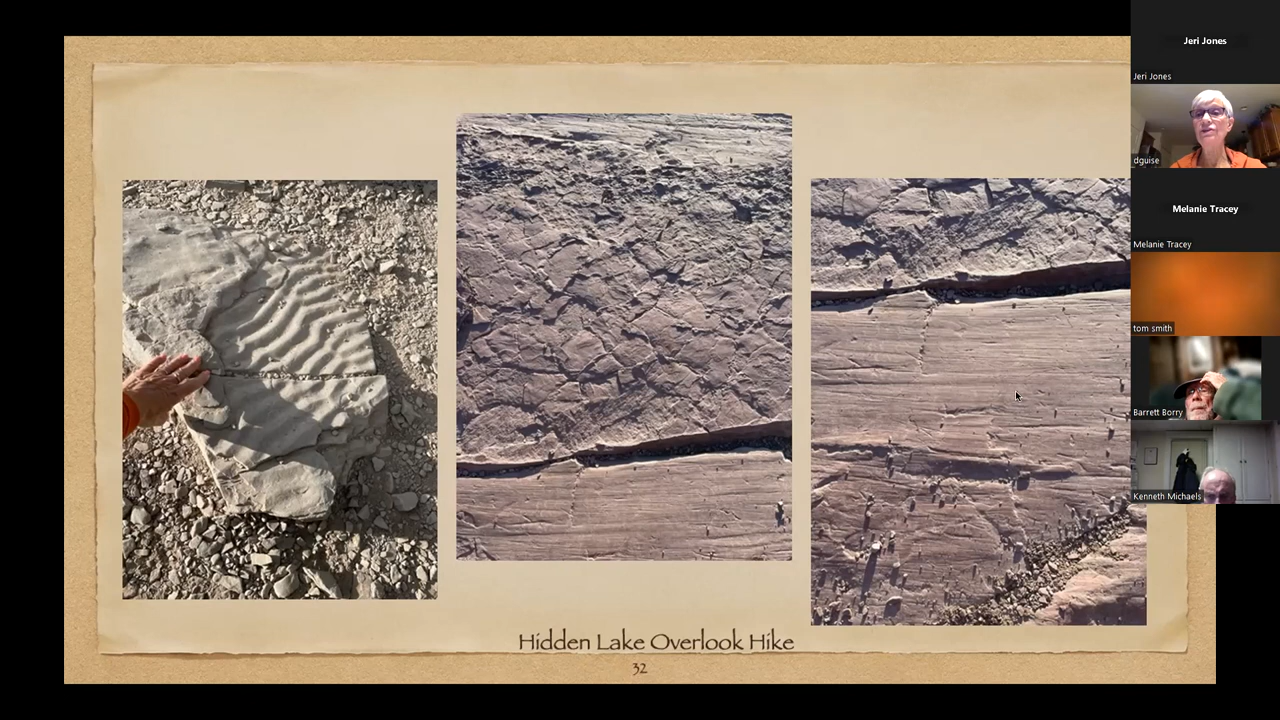 Jeri Jones
Jeri Jones
dguise
Melanie Tracey
Melanie Tracey
tom smith
Barrett Borry
Kenneth Michaels
Hidden Lake Overlook Hike
32